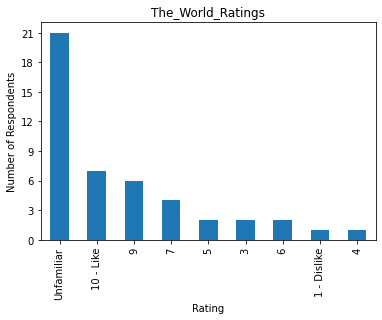 The_World_Ratings
Number of Respondents
21
18
15
12
9
6
3
0
Unfamiliar
10 - Like
9
7
5
3
6
1 - Dislike
4
Rating